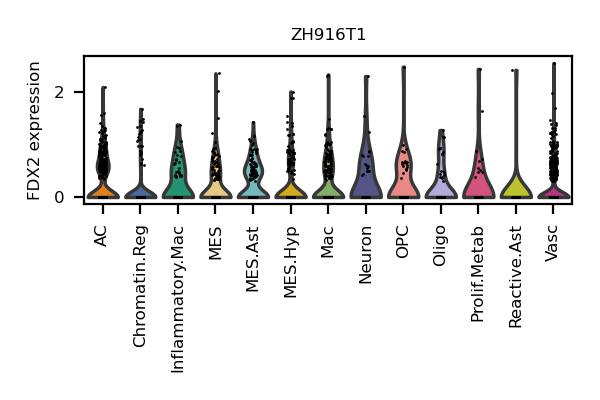 ZH916T1
FDX2 expression
2
0
AC
Chromatin.Reg
Inflammatory.Mac
MES
MES.Ast
MES.Hyp
Mac
Neuron
OPC
Oligo
Prolif.Metab
Reactive.Ast
Vasc